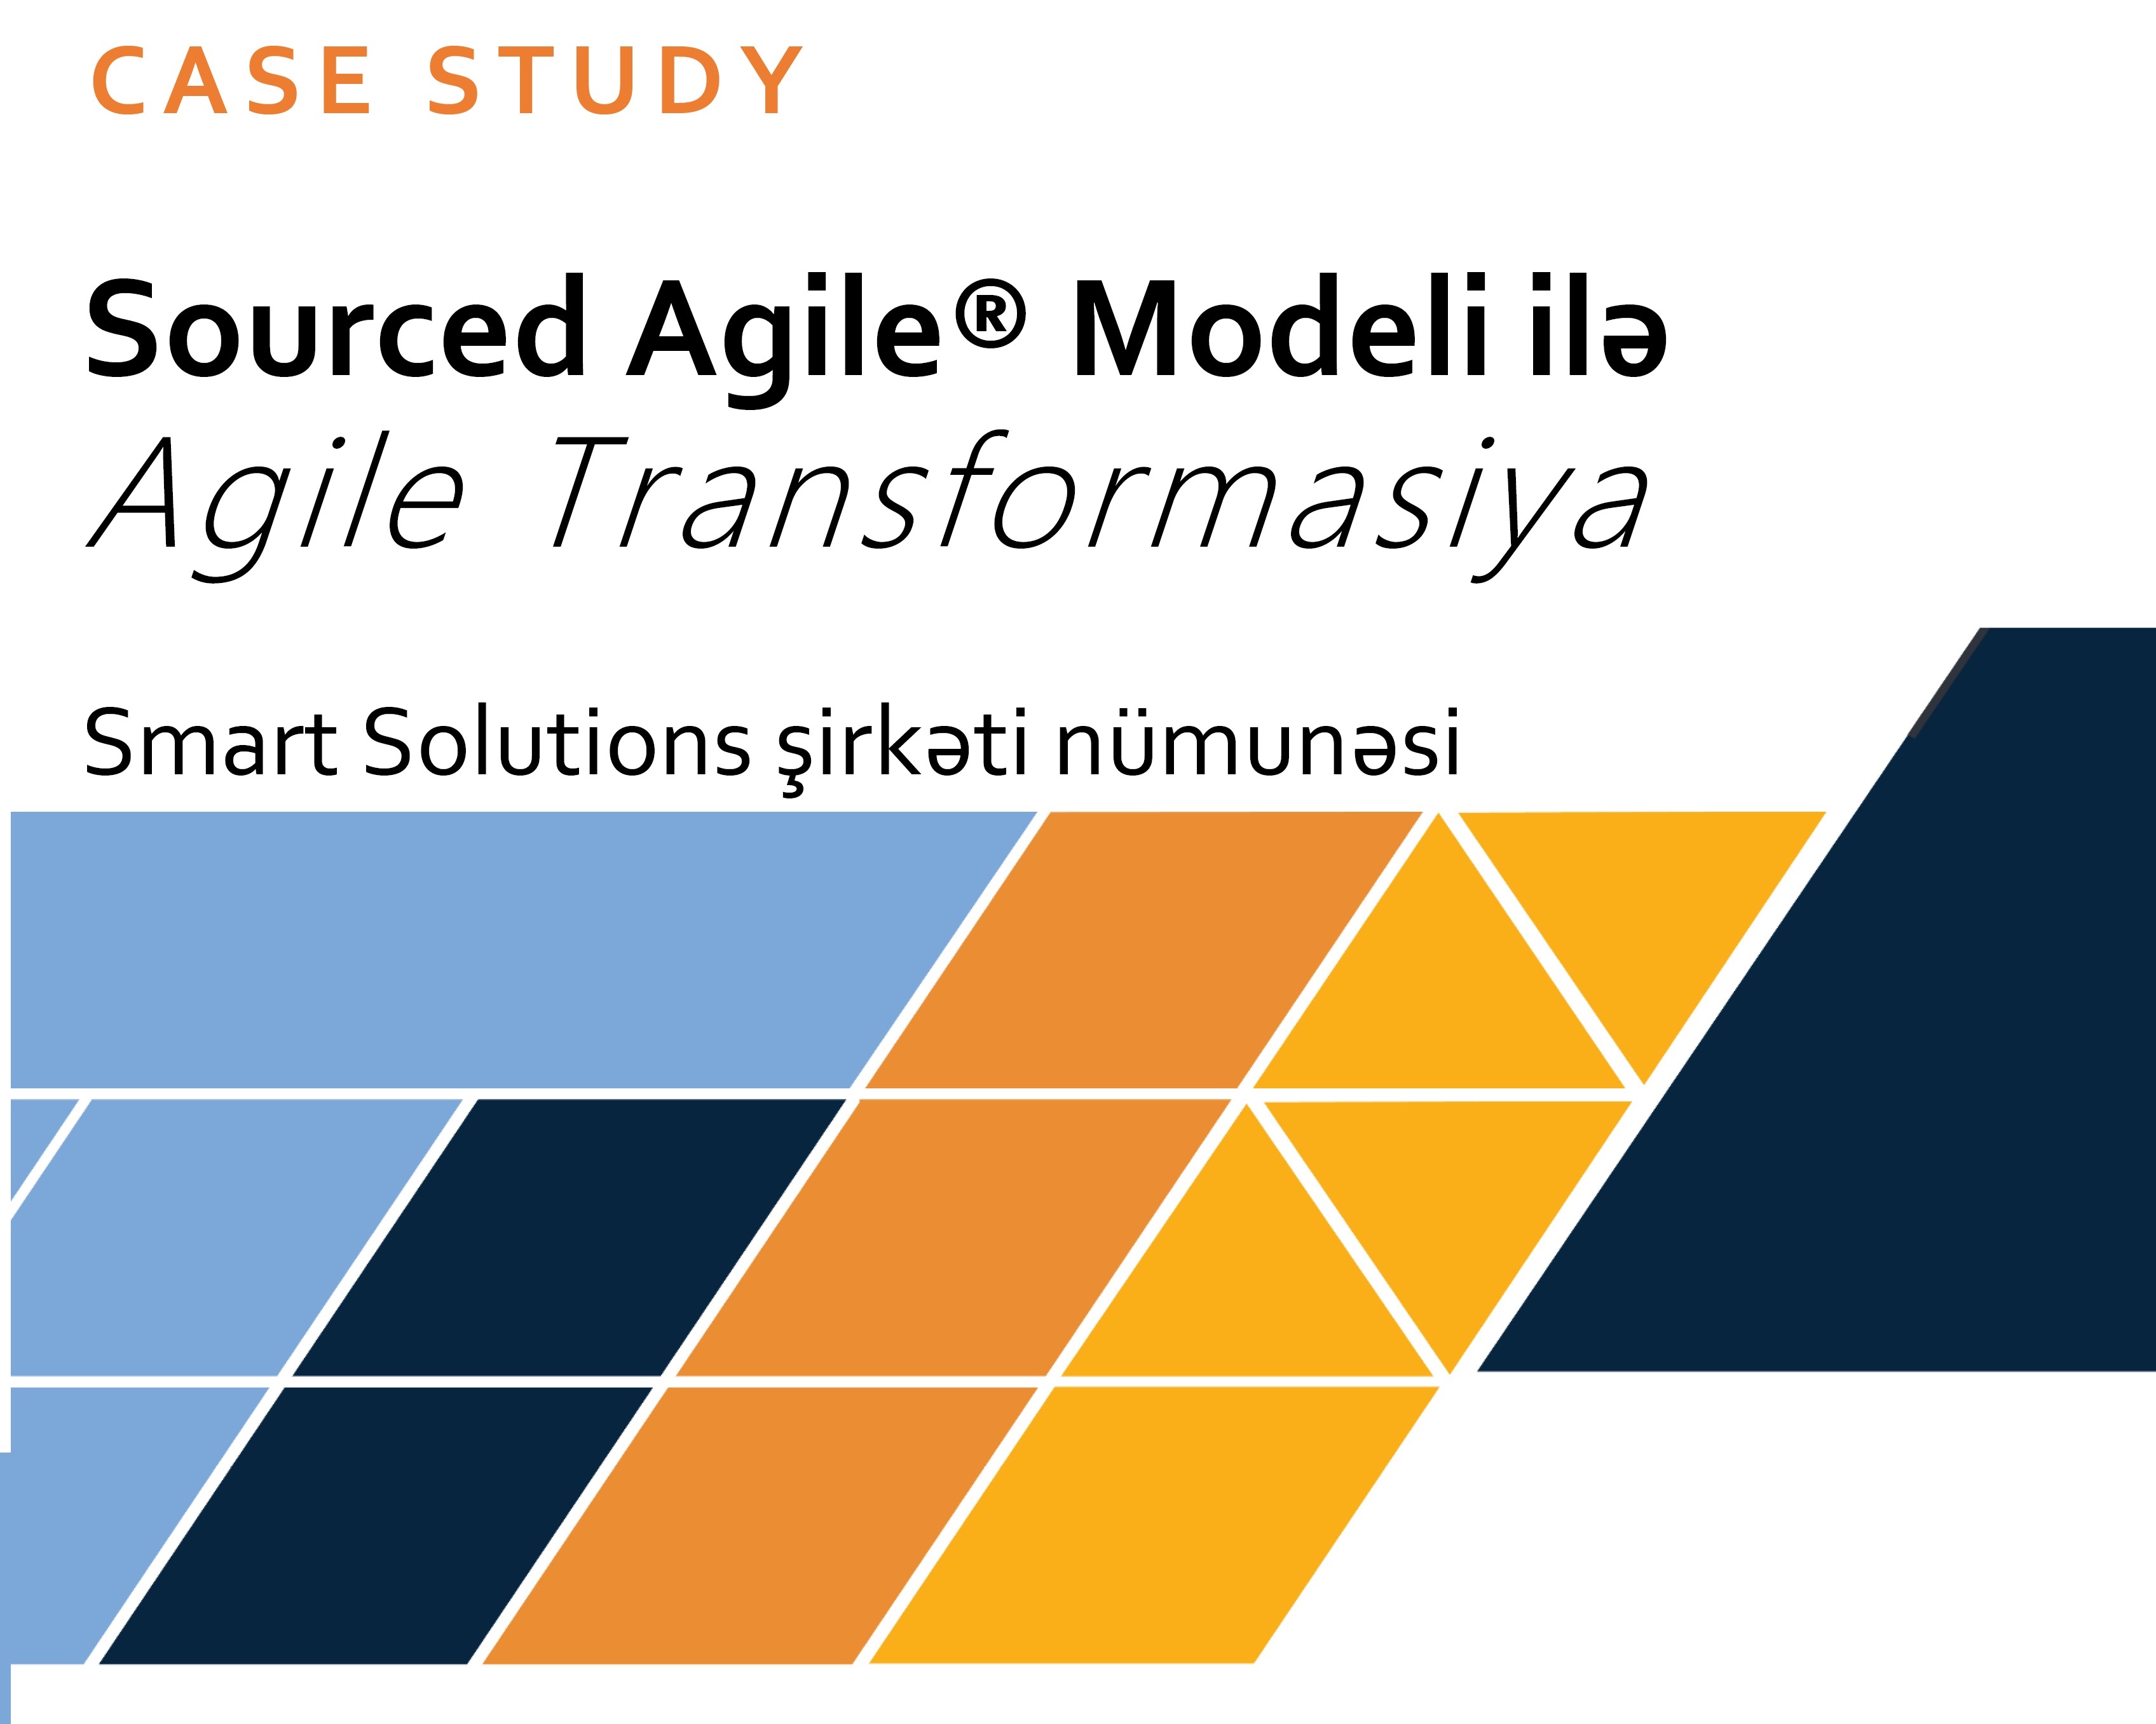 CASE STUDY
Sourced Agile® Modeli ilə
Agile Transformasiya
Smart Solutions şirkəti nümunəsi